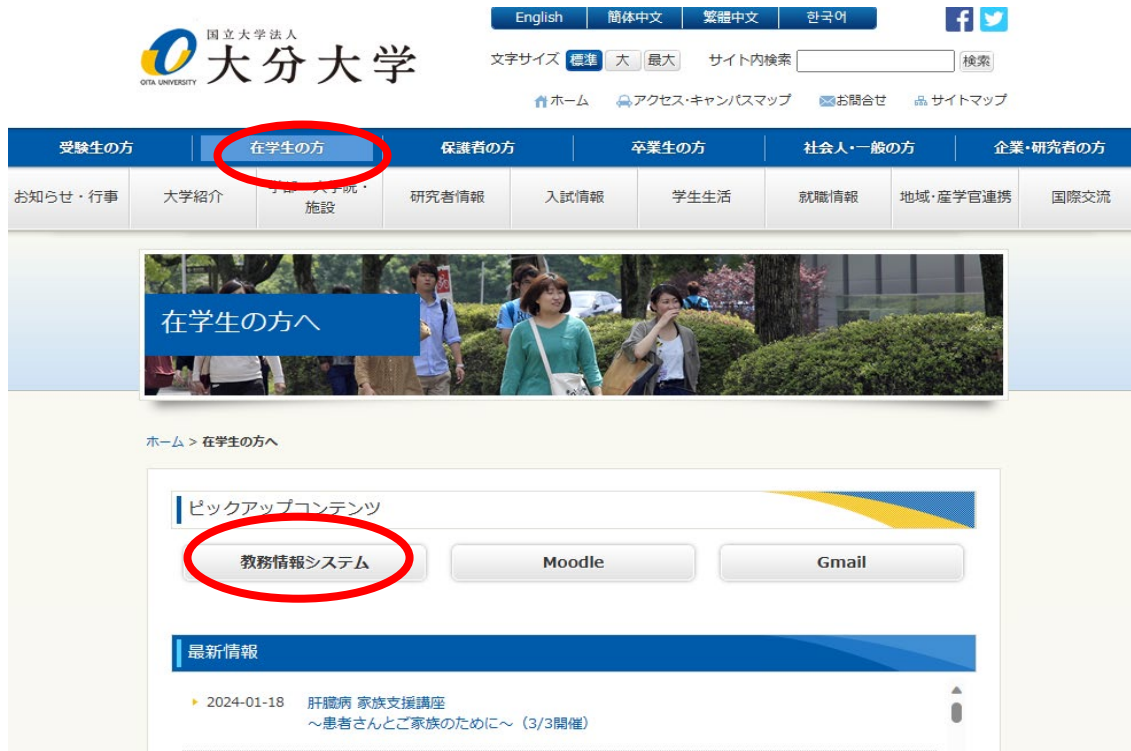 English 簡体中文 繁體中文 한국어
国立大学法人
大分大学
OITA UNIVERSITY
文字サイズ 標準 大 最大 サイト内検索 検索
ホーム アクセス・キャンパスマップ お問合せ サイトマップ
受験生の方 在学生の方 保護者の方 卒業生の方 社会人・一般の方 企業・研究者の方
お知らせ・行事 大学紹介 学部・大学院・施設 研究者情報 入試情報 学生生活 就職情報 地域・産学官連携 国際交流
在学生の方へ
ホーム > 在学生の方へ
ピックアップコンテンツ
教務情報システム Moodle Gmail
最新情報
2024-01-18 肝臓病 家族支援講座
～患者さんとご家族のために～（3/3開催）